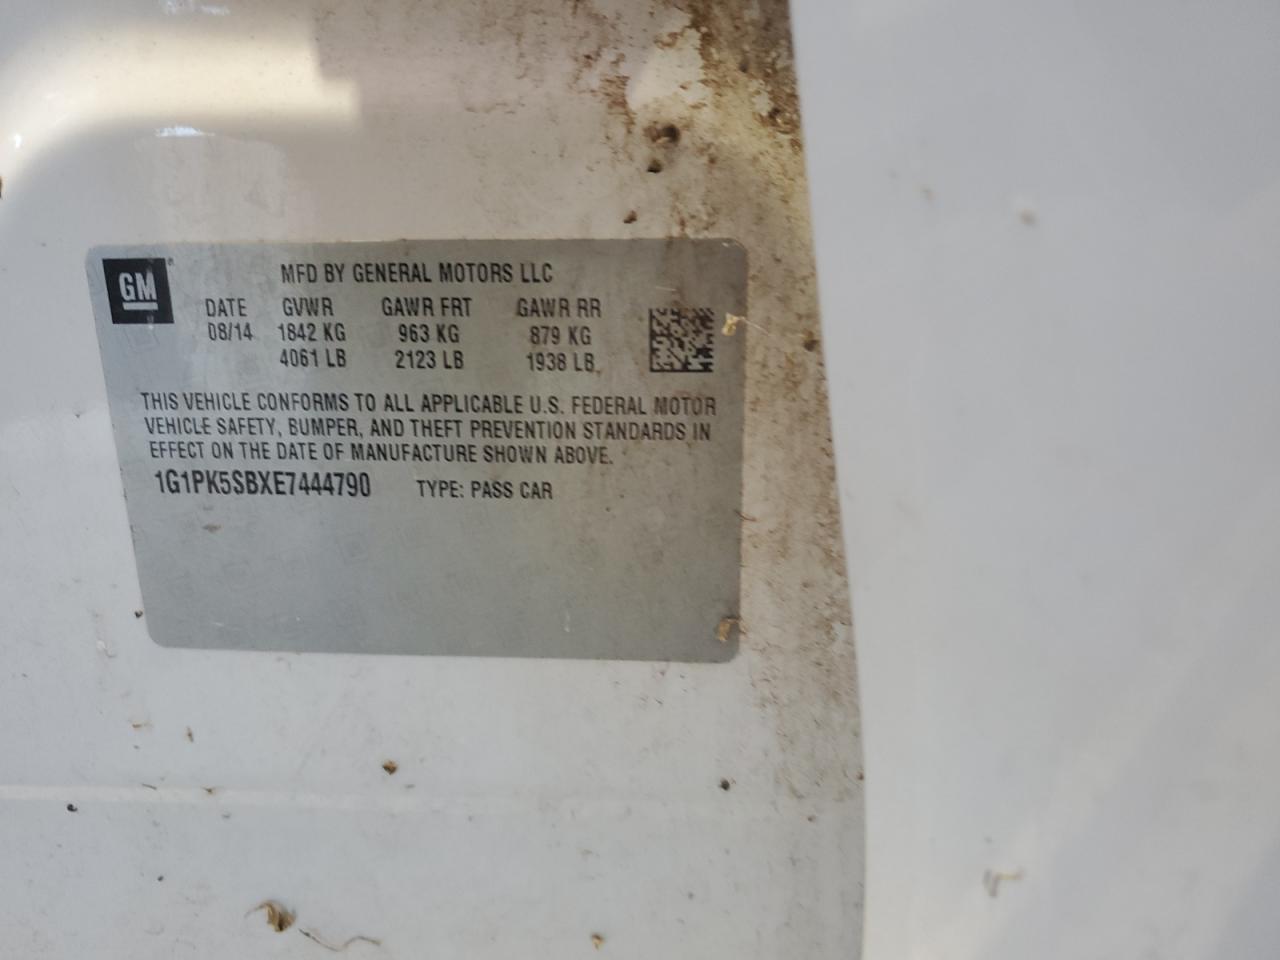 GM
MFD BY GENERAL MOTORS LLC
DATE GVWR GAWR FRT GAWR RR
08/14 1842 KG 963 KG 879 KG
4061 LB 2123 LB 1938 LB
THIS VEHICLE CONFORMS TO ALL APPLICABLE U.S. FEDERAL MOTOR
VEHICLE SAFETY, BUMPER, AND THEFT PREVENTION STANDARDS IN
EFFECT ON THE DATE OF MANUFACTURE SHOWN ABOVE.
1G1PK5SBXE7444790 TYPE: PASS CAR